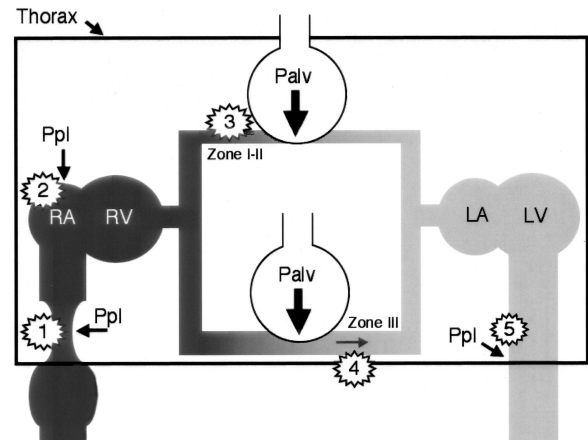 Thorax
Palv
3
Ppl
Zone I-II
2
RA
RV
LA
LV
Palv
Zone III
1
Ppl
Ppl
5
4